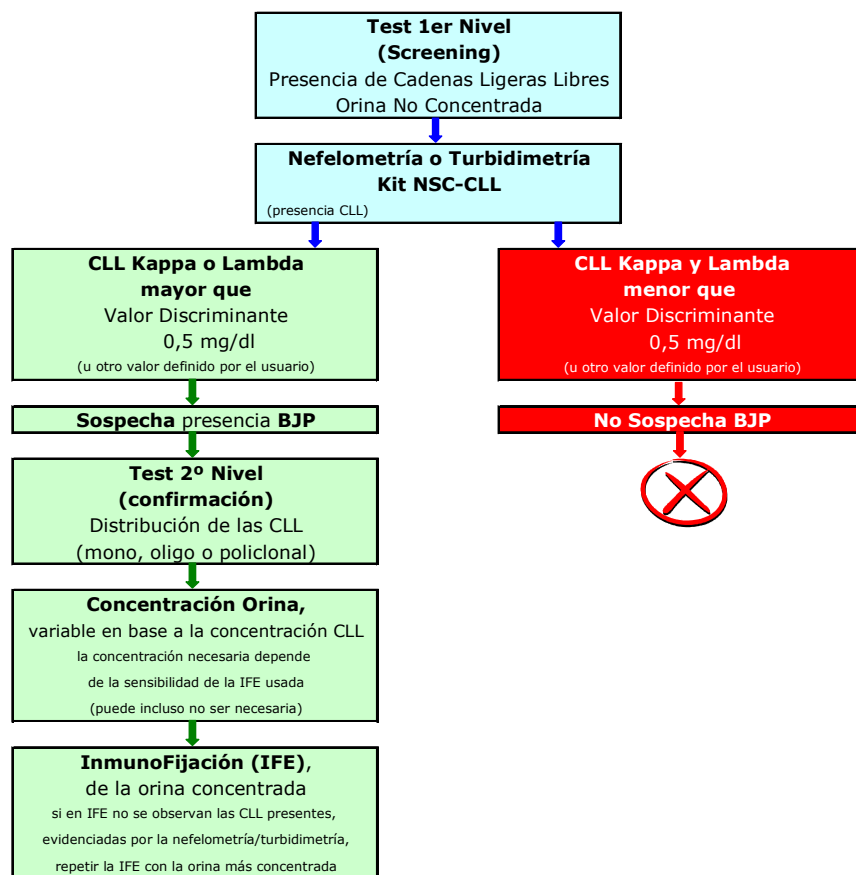 Test 1er Nivel
(Screening)
Presencia de Cadenas Ligeras Libres
Orina No Concentrada
Nefelometría o Turbidimetría
Kit NSC-CLL
(presencia CLL)
CLL Kappa o Lambda
mayor que
Valor Discriminante
0,5 mg/dl
(u otro valor definido por el usuario)
CLL Kappa y Lambda
menor que
Valor Discriminante
0,5 mg/dl
(u otro valor definido por el usuario)
Sospecha presencia BJP
No Sospecha BJP
Test 2º Nivel
(confirmación)
Distribución de las CLL
(mono, oligo o policlonal)
Concentración Orina,
variable en base a la concentración CLL
la concentración necesaria depende
de la sensibilidad de la IFE usada
(puede incluso no ser necesaria)
InmunoFijación (IFE),
de la orina concentrada
si en IFE no se observan las CLL presentes,
evidenciadas por la nefelometría/turbidimetría,
repetir la IFE con la orina más concentrada